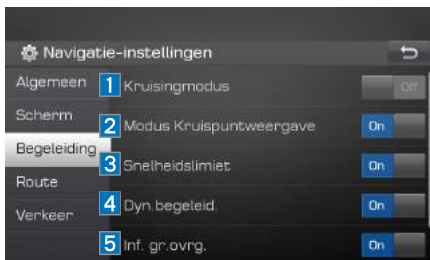 Navigatie-instellingen
Algemeen
Scherm
Begeleiding
Route
Verkeer
1 Kruisingmodus Off
2 Modus Kruispuntweergave On
3 Snelheidslimiet On
4 Dyn.begeleid. On
5 Inf. gr.ovrg. On